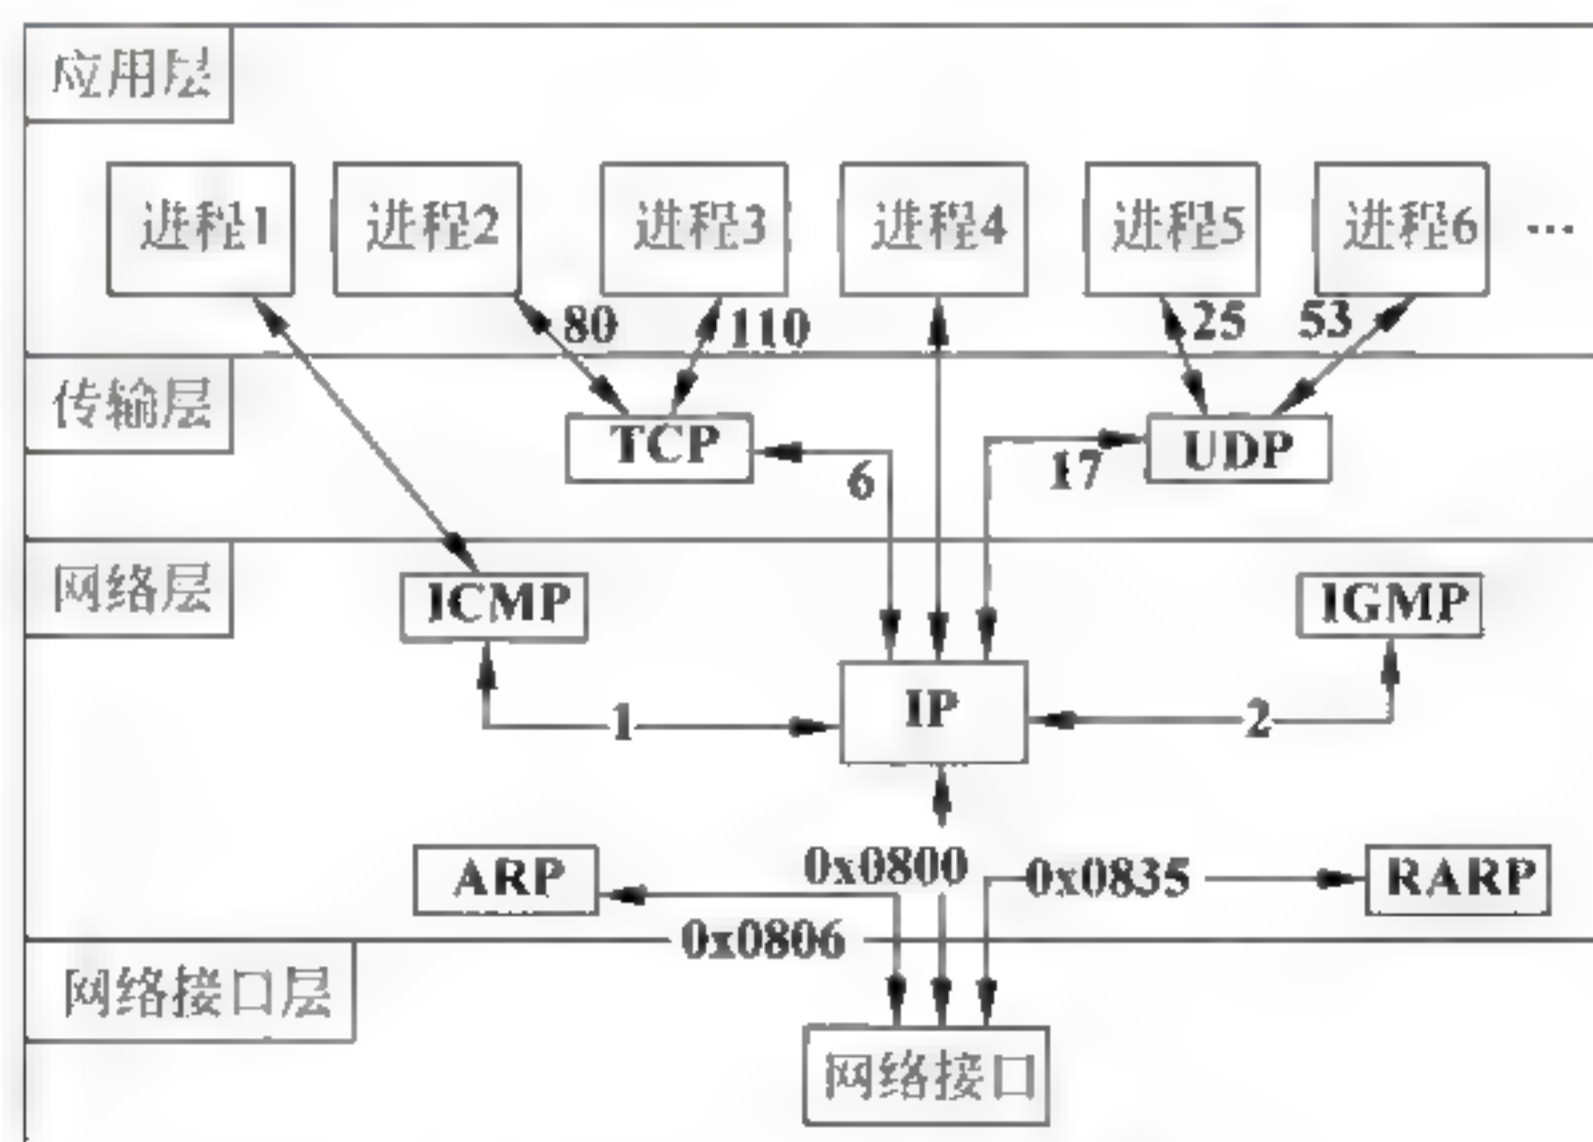 应用层
进程1
进程2
进程3
进程4
进程5
进程6
...
80
110
25
53
传输层
TCP
6
17
UDP
网络层
ICMP
IGMP
IP
1
2
ARP
0x0800
0x0835
RARP
0x0806
网络接口层
网络接口